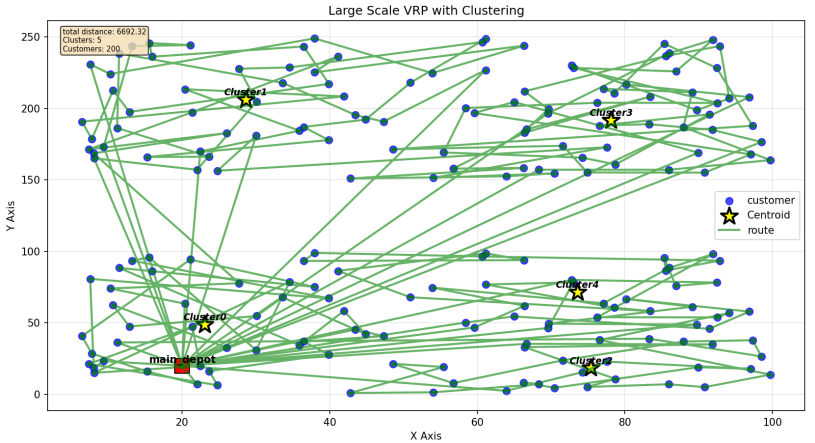 Large Scale VRP with Clustering
total distance: 6692.32
Clusters: 5
Customers: 200
250
200
150
100
50
0
Y Axis
Cluster1
Cluster3
customer
Centroid
route
Cluster4
Cluster0
main_depot
Cluster2
20
40
60
80
100
X Axis